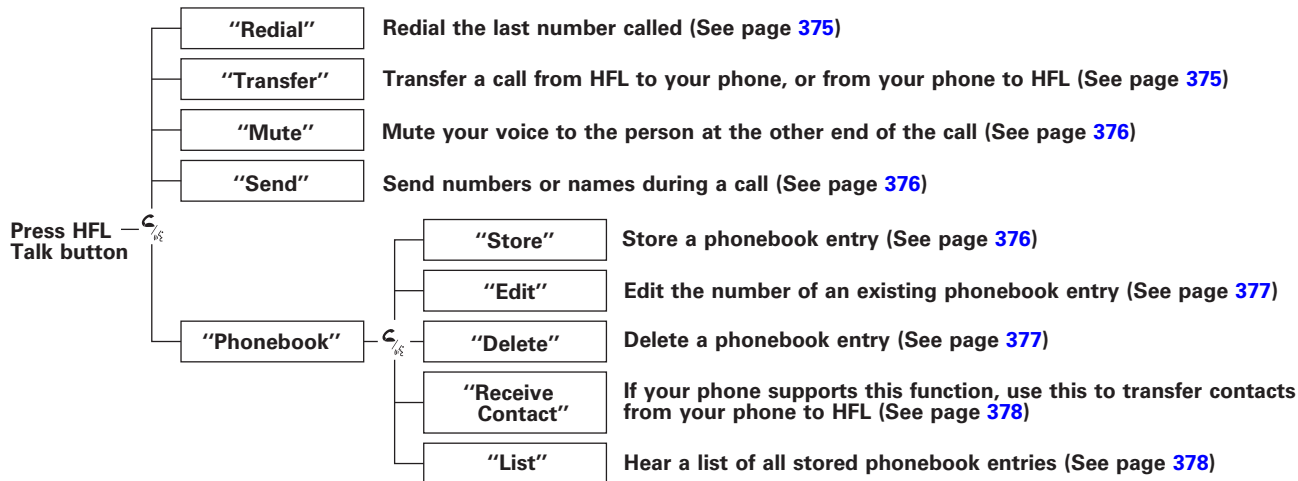 "Redial" Redial the last number called (See page 375)
"Transfer" Transfer a call from HFL to your phone, or from your phone to HFL (See page 375)
"Mute" Mute your voice to the person at the other end of the call (See page 376)
"Send" Send numbers or names during a call (See page 376)
Press HFL
Talk button
"Phonebook"
"Store" Store a phonebook entry (See page 376)
"Edit" Edit the number of an existing phonebook entry (See page 377)
"Delete" Delete a phonebook entry (See page 377)
"Receive
Contact"
If your phone supports this function, use this to transfer contacts
from your phone to HFL (See page 378)
"List" Hear a list of all stored phonebook entries (See page 378)